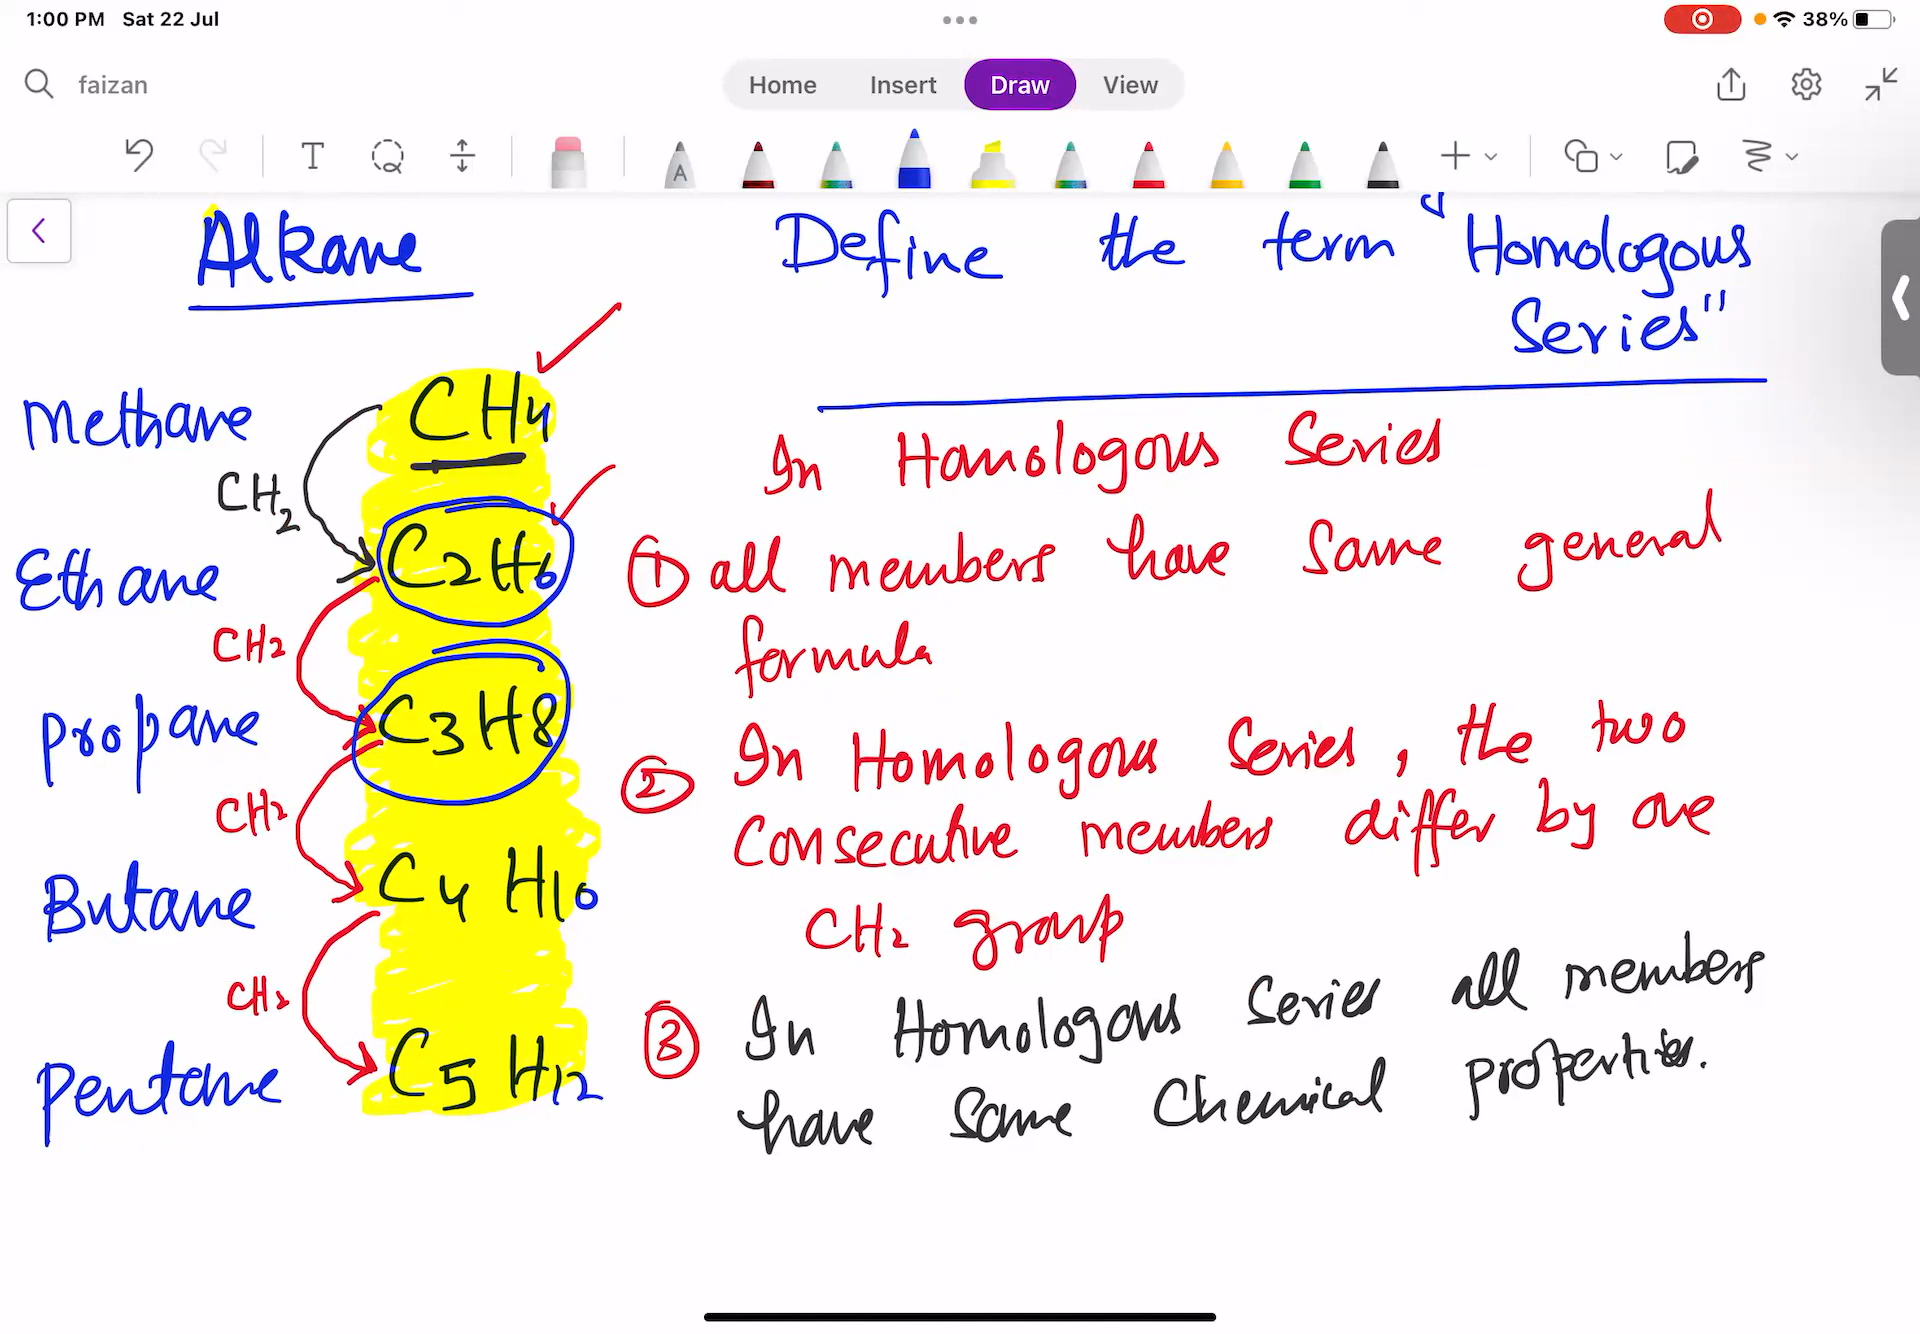 1:00 PM Sat 22 Jul
38%
faizan
Home Insert Draw View
T
A
Alkane
Define the term "Homologous
Series"
Methane
CH4
CH2
Ethane
C2H6
CH2
Propane
C3H8
CH2
Butane
C4H10
CH2
Pentane
C5H12
In Homologous Series
① all members have same general
formula
② In Homologous Series, the two
Consecutive members differ by one
CH2 group
③ In Homologous Series all members
have Same Chemical properties.